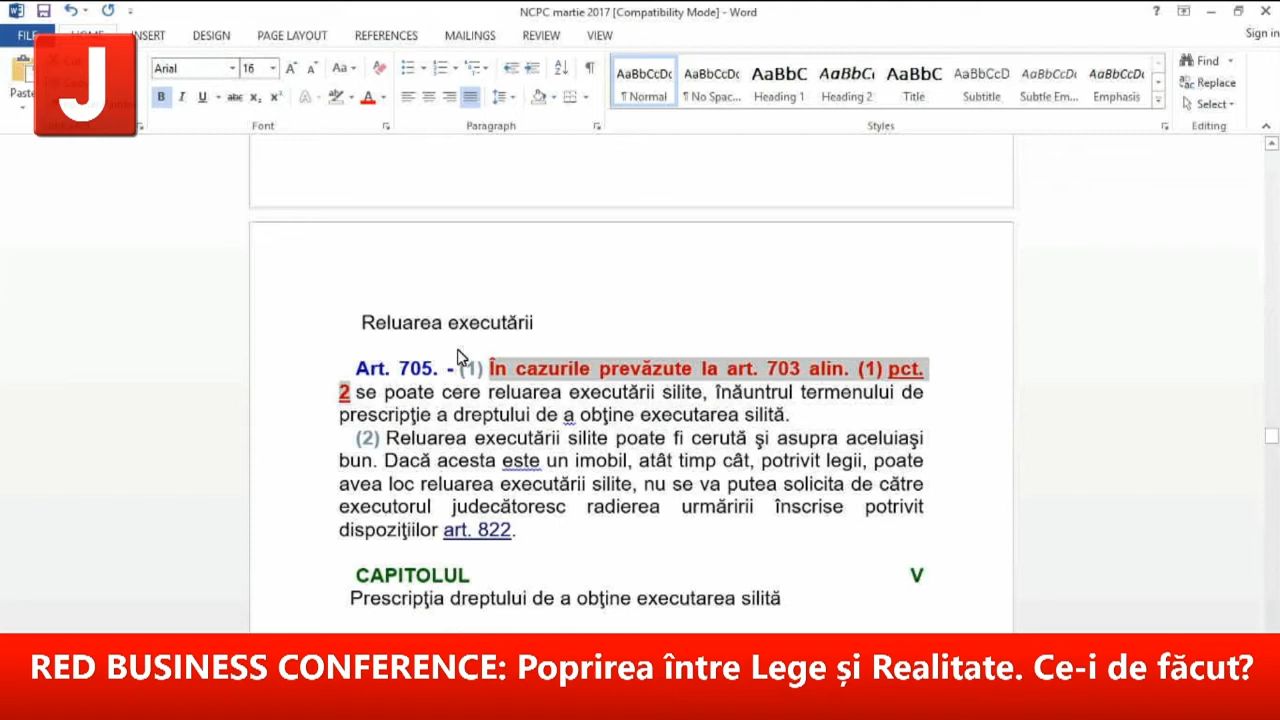 NCPC martie 2017 [Compatibility Mode] - Word
FILE HOME INSERT DESIGN PAGE LAYOUT REFERENCES MAILINGS REVIEW VIEW Sign in
J
Paste
Arial 16 Aa
B I U abc x₂ x² A A
AaBbCcDc AaBbCcDc AaBbC AaBbCc AaBbC AaBbCcD AaBbCcDc AaBbCcDc
¶ Normal ¶ No Spac... Heading 1 Heading 2 Title Subtitle Subtle Em... Emphasis
Find
Replace
Select
Font Paragraph Styles Editing
Reluarea executării
Art. 705. - (1) În cazurile prevăzute la art. 703 alin. (1) pct.
2 se poate cere reluarea executării silite, înăuntrul termenului de
prescripţie a dreptului de a obţine executarea silită.
(2) Reluarea executării silite poate fi cerută şi asupra aceluiaşi
bun. Dacă acesta este un imobil, atât timp cât, potrivit legii, poate
avea loc reluarea executării silite, nu se va putea solicita de către
executorul judecătoresc radierea urmăririi înscrise potrivit
dispoziţiilor art. 822.
CAPITOLUL V
Prescripţia dreptului de a obţine executarea silită
RED BUSINESS CONFERENCE: Poprirea între Lege și Realitate. Ce-i de făcut?